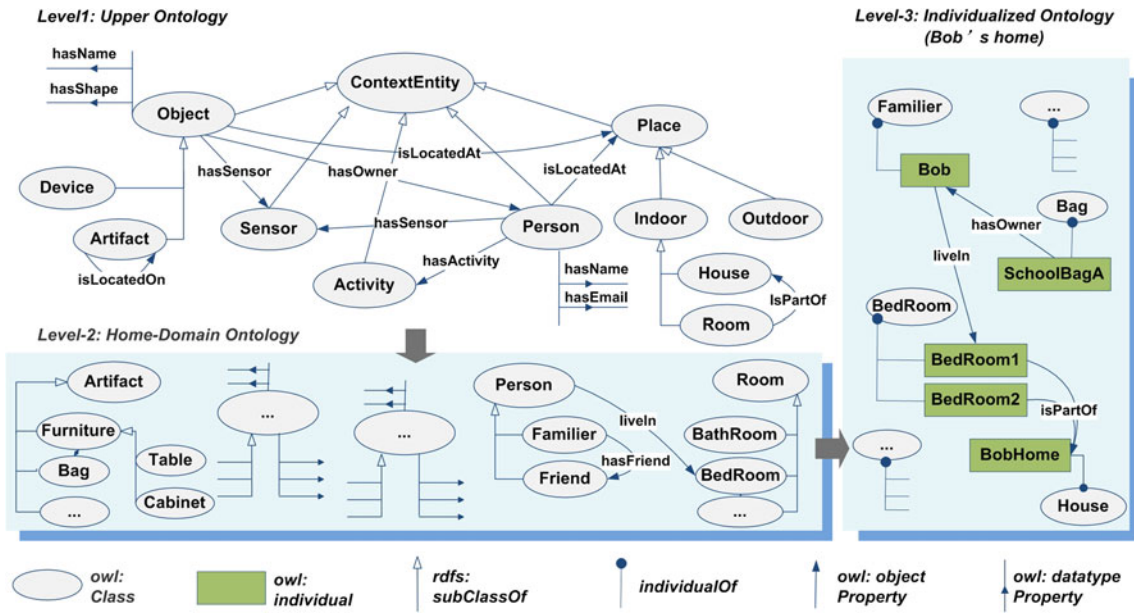 Level1: Upper Ontology
Level-3: Individualized Ontology
(Bob's home)
hasName
hasShape
ContextEntity
Object
Place
isLocatedAt
isLocatedAt
hasSensor
hasOwner
Device
Artifact
isLocatedOn
Sensor
hasSensor
Person
Indoor
Outdoor
hasActivity
Activity
hasName
hasEmail
House
IsPartOf
Room
Familier
...
Bob
Bag
hasOwner
liveIn
SchoolBagA
BedRoom
BedRoom1
BedRoom2
isPartOf
...
BobHome
House
Level-2: Home-Domain Ontology
Artifact
Furniture
Bag
...
Table
Cabinet
...
...
Person
liveIn
Familier
hasFriend
Friend
Room
BathRoom
BedRoom
...
owl:
Class
owl:
individual
rdfs:
subClassOf
individualOf
owl: object
Property
owl: datatype
Property